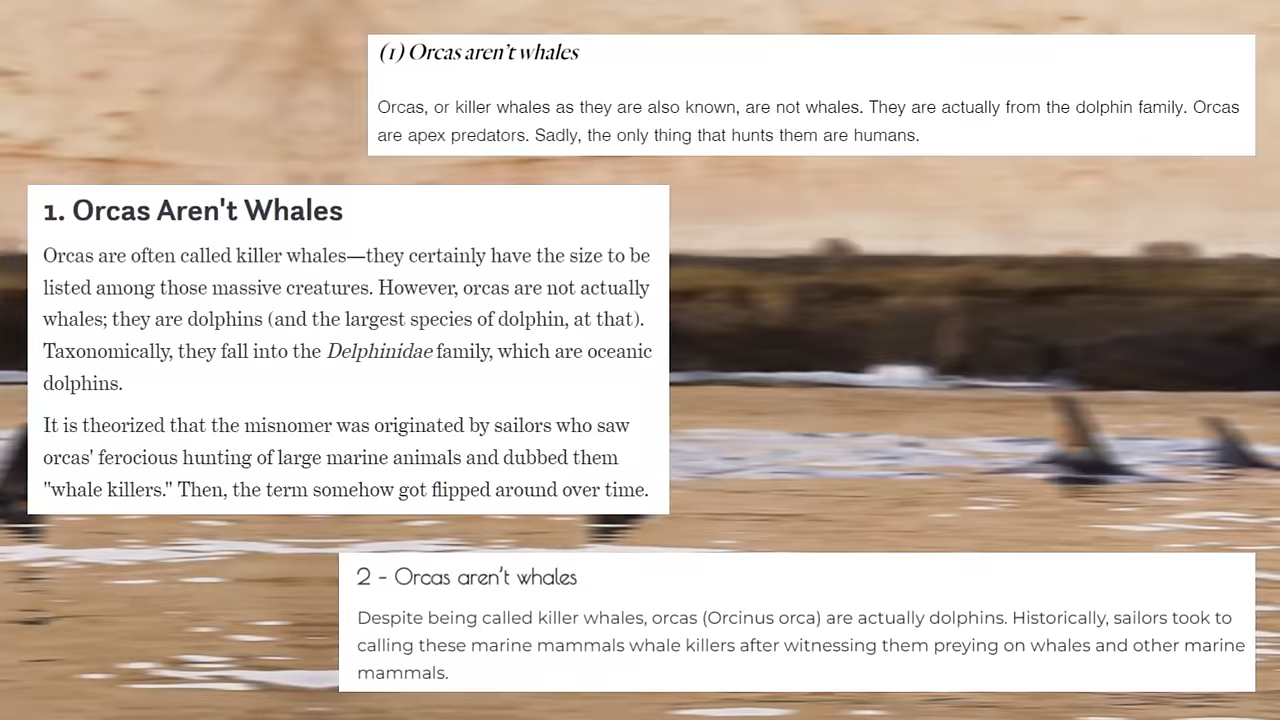 (1) Orcas aren't whales
Orcas, or killer whales as they are also known, are not whales. They are actually from the dolphin family. Orcas
are apex predators. Sadly, the only thing that hunts them are humans.
1. Orcas Aren't Whales
Orcas are often called killer whales—they certainly have the size to be
listed among those massive creatures. However, orcas are not actually
whales; they are dolphins (and the largest species of dolphin, at that).
Taxonomically, they fall into the Delphinidae family, which are oceanic
dolphins.
It is theorized that the misnomer was originated by sailors who saw
orcas' ferocious hunting of large marine animals and dubbed them
"whale killers." Then, the term somehow got flipped around over time.
2 - Orcas aren't whales
Despite being called killer whales, orcas (Orcinus orca) are actually dolphins. Historically, sailors took to
calling these marine mammals whale killers after witnessing them preying on whales and other marine
mammals.